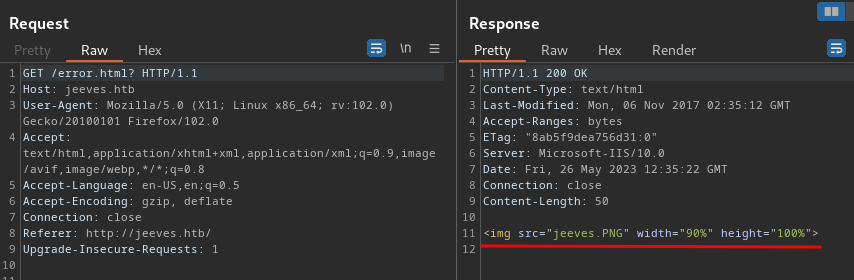 Request
Pretty Raw Hex
\n
1 GET /error.html? HTTP/1.1
2 Host: jeeves.htb
3 User-Agent: Mozilla/5.0 (X11; Linux x86_64; rv:102.0)
Gecko/20100101 Firefox/102.0
4 Accept:
text/html,application/xhtml+xml,application/xml;q=0.9,image
/avif,image/webp,*/*;q=0.8
5 Accept-Language: en-US,en;q=0.5
6 Accept-Encoding: gzip, deflate
7 Connection: close
8 Referer: http://jeeves.htb/
9 Upgrade-Insecure-Requests: 1
10
11
Response
Pretty Raw Hex Render
1 HTTP/1.1 200 OK
2 Content-Type: text/html
3 Last-Modified: Mon, 06 Nov 2017 02:35:12 GMT
4 Accept-Ranges: bytes
5 ETag: "8ab5f9dea756d31:0"
6 Server: Microsoft-IIS/10.0
7 Date: Fri, 26 May 2023 12:35:22 GMT
8 Connection: close
9 Content-Length: 50
10
11 <img src="jeeves.PNG" width="90%" height="100%">
12